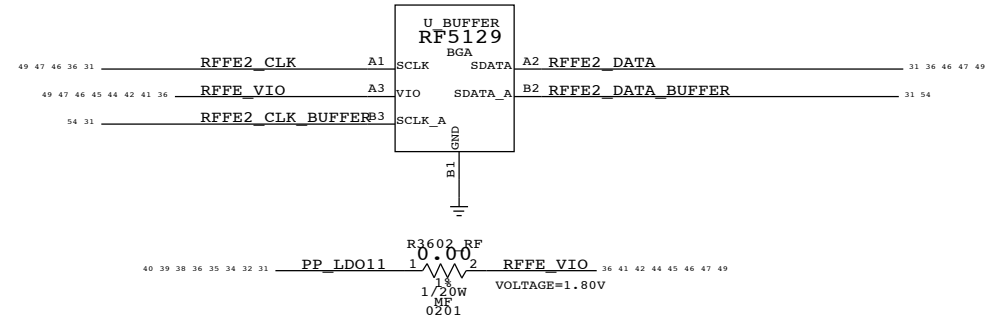 U_BUFFER
RF5129
BGA
49 47 46 36 31 RFFE2_CLK A1 SCLK SDATA A2 RFFE2_DATA 31 36 46 47 49
49 47 46 45 44 42 41 36 RFFE_VIO A3 VIO SDATA_A B2 RFFE2_DATA_BUFFER 31 54
54 31 RFFE2_CLK_BUFFER B3 SCLK_A
GND
B1
R3602_RF
0.00
40 39 38 36 35 34 32 31 PP_LDO11 1 2 RFFE_VIO 36 41 42 44 45 46 47 49
1%
VOLTAGE=1.80V
1/20W
MF
0201